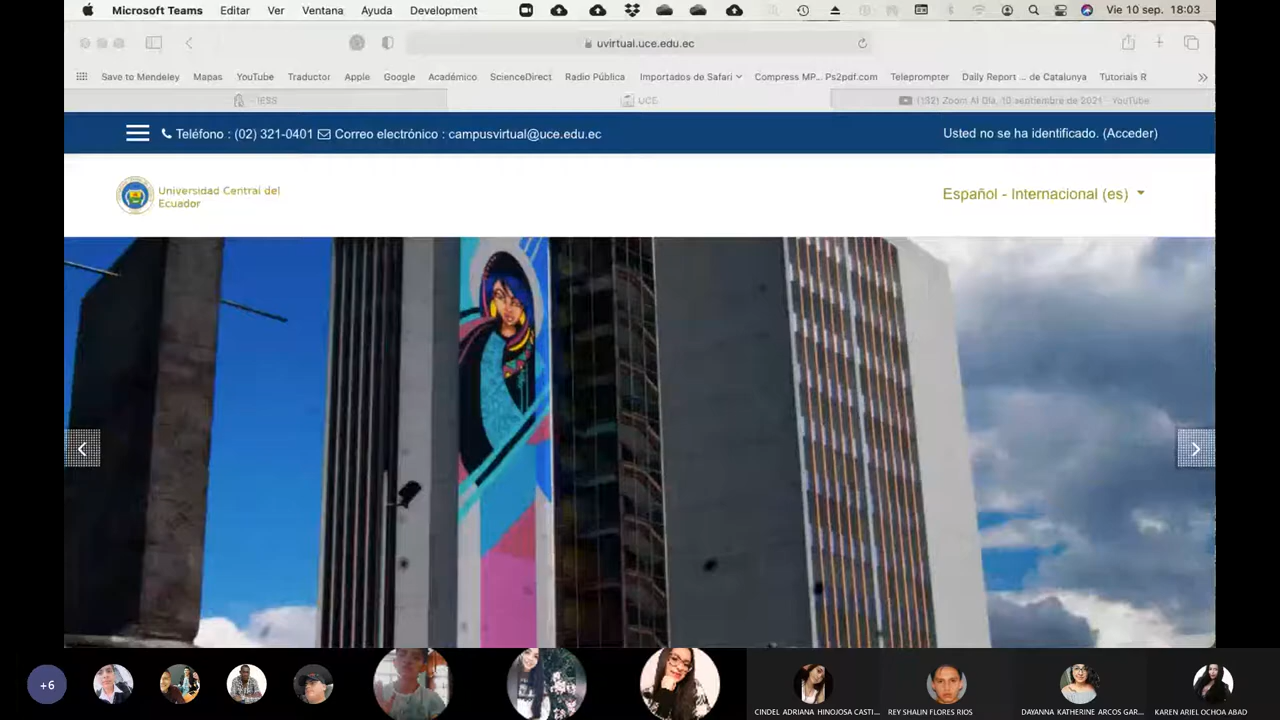 Microsoft Teams Editar Ver Ventana Ayuda Development Vie 10 sep. 18:03
uvirtual.uce.edu.ec
Save to Mendeley Mapas YouTube Traductor Apple Google Académico ScienceDirect Radio Pública Importados de Safari Compress MP... Ps2pdf.com Teleprompter Daily Report ... de Catalunya Tutorials R
- IESS UCE (132) Zoom Al Día, 10 septiembre de 2021 - YouTube
Teléfono : (02) 321-0401 Correo electrónico : campusvirtual@uce.edu.ec Usted no se ha identificado. (Acceder)
Universidad Central del
Ecuador
Español - Internacional (es)
+6
CINDEL ADRIANA HINOJOSA CASTI... REY SHALIN FLORES RIOS DAYANNA KATHERINE ARCOS GAR... KAREN ARIEL OCHOA ABAD